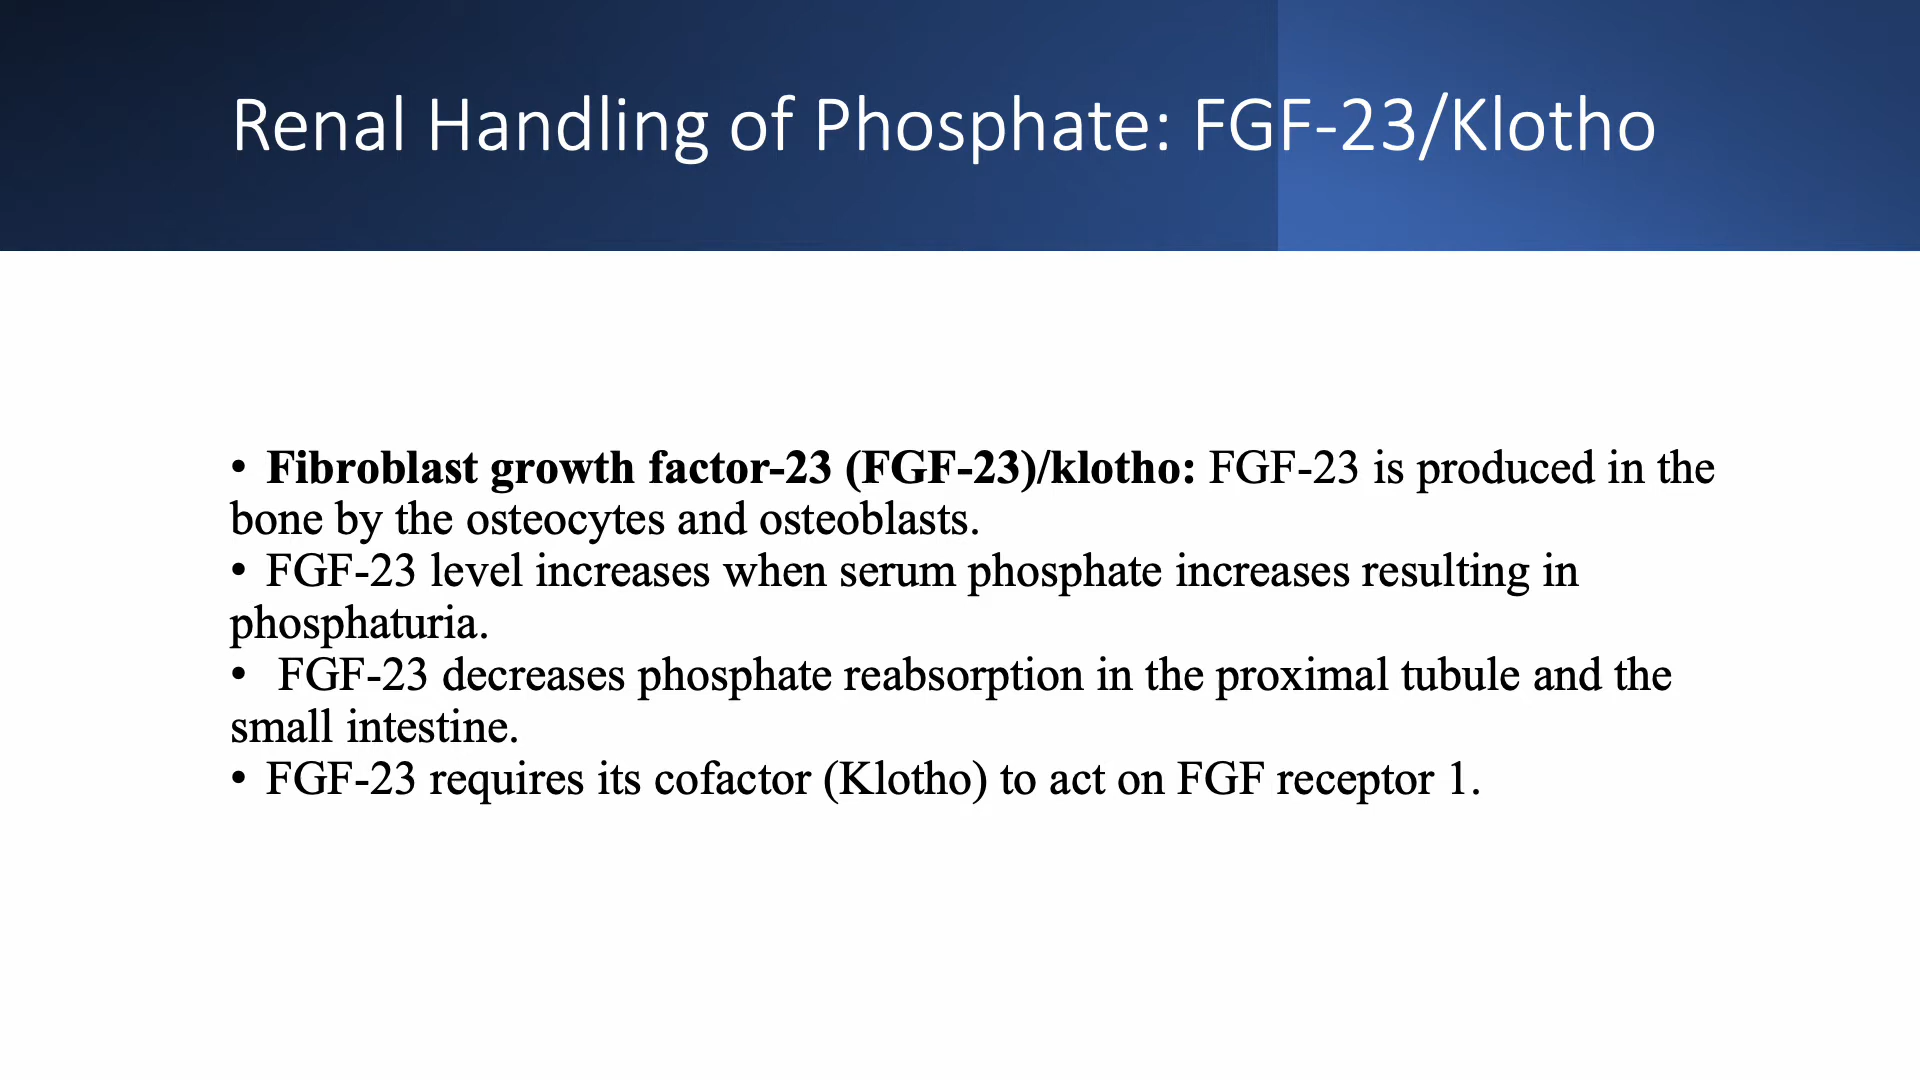 Renal Handling of Phosphate: FGF-23/Klotho
• Fibroblast growth factor-23 (FGF-23)/klotho: FGF-23 is produced in the
bone by the osteocytes and osteoblasts.
• FGF-23 level increases when serum phosphate increases resulting in
phosphaturia.
• FGF-23 decreases phosphate reabsorption in the proximal tubule and the
small intestine.
• FGF-23 requires its cofactor (Klotho) to act on FGF receptor 1.